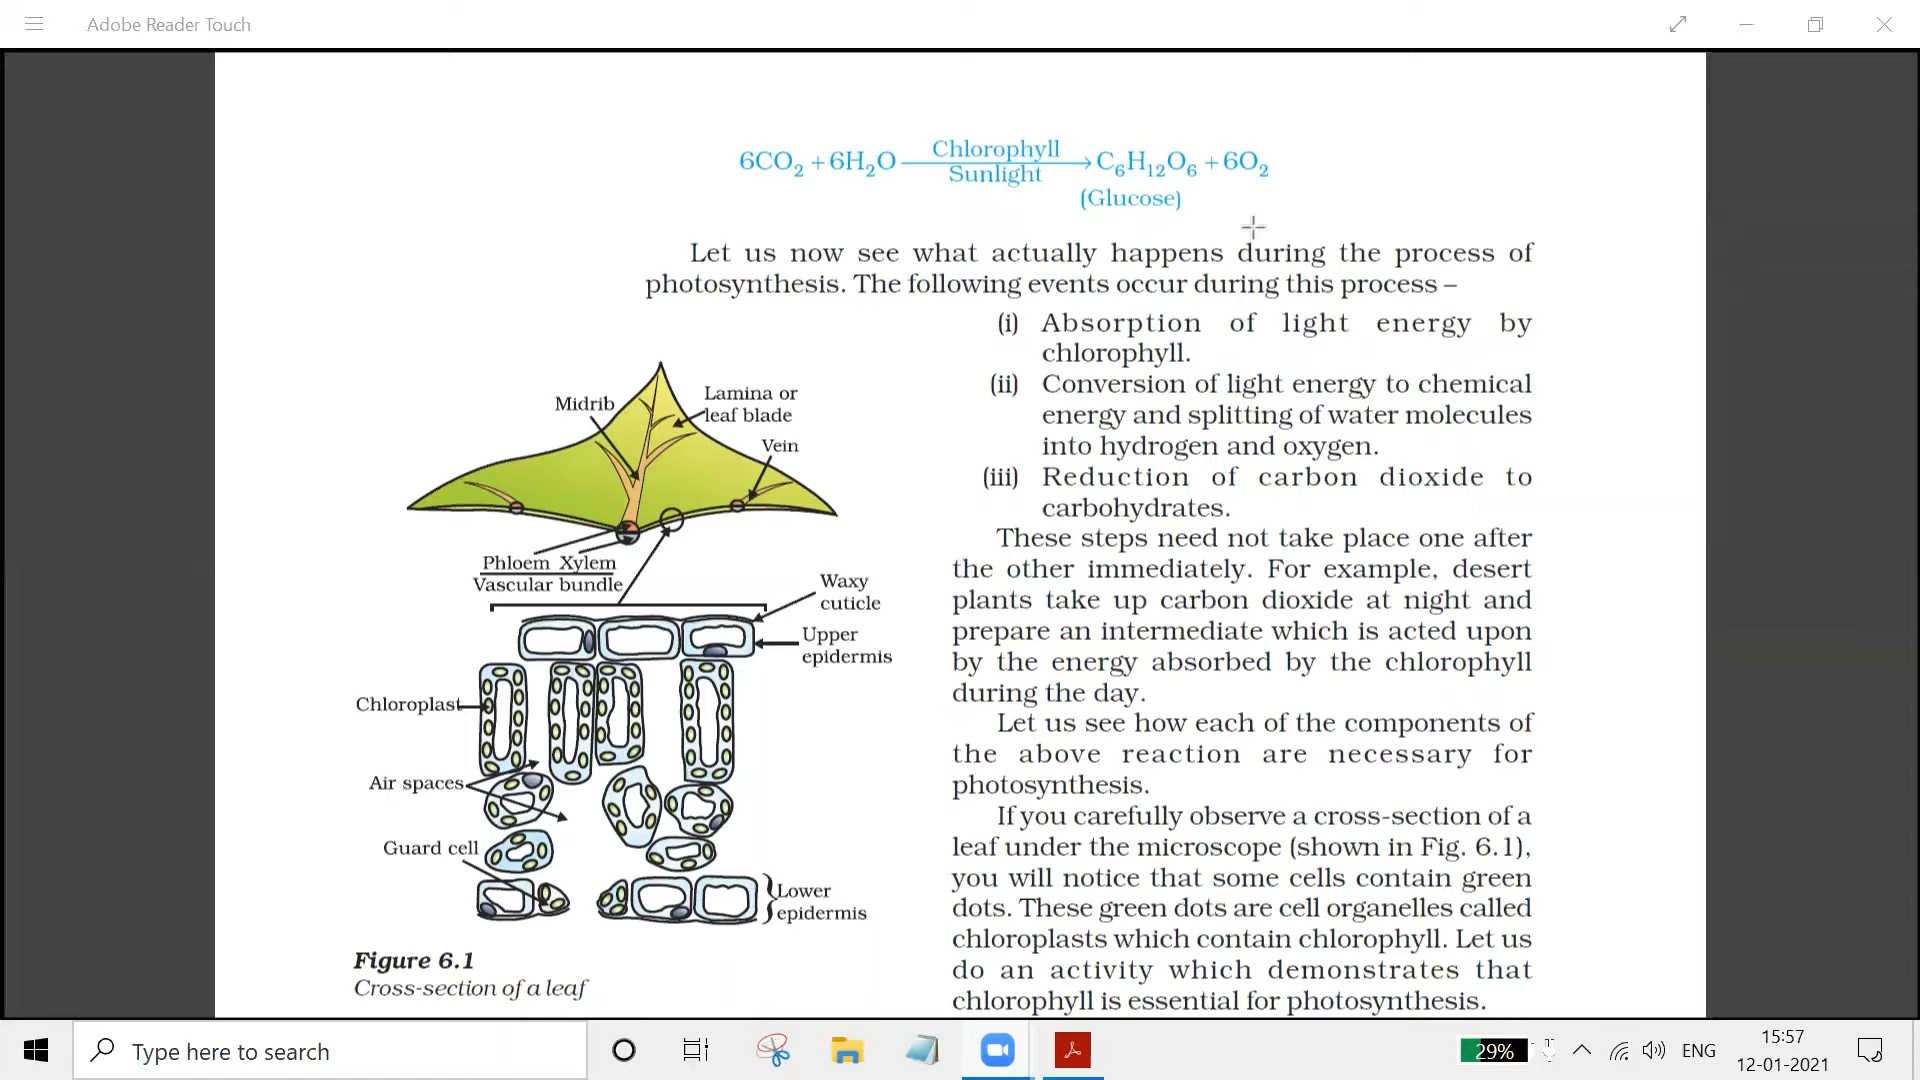 Adobe Reader Touch
6CO2 + 6H2O Chlorophyll Sunlight → C6H12O6 + 6O2
(Glucose)
Let us now see what actually happens during the process of
photosynthesis. The following events occur during this process –
(i) Absorption of light energy by
chlorophyll.
(ii) Conversion of light energy to chemical
energy and splitting of water molecules
into hydrogen and oxygen.
(iii) Reduction of carbon dioxide to
carbohydrates.
These steps need not take place one after
the other immediately. For example, desert
plants take up carbon dioxide at night and
prepare an intermediate which is acted upon
by the energy absorbed by the chlorophyll
during the day.
Let us see how each of the components of
the above reaction are necessary for
photosynthesis.
If you carefully observe a cross-section of a
leaf under the microscope (shown in Fig. 6.1),
you will notice that some cells contain green
dots. These green dots are cell organelles called
chloroplasts which contain chlorophyll. Let us
do an activity which demonstrates that
chlorophyll is essential for photosynthesis.
Midrib
Lamina or
leaf blade
Vein
Phloem Xylem
Vascular bundle
Waxy
cuticle
Upper
epidermis
Chloroplast
Air spaces
Guard cell
Lower
epidermis
Figure 6.1
Cross-section of a leaf
Type here to search
29%
ENG
15:57
12-01-2021